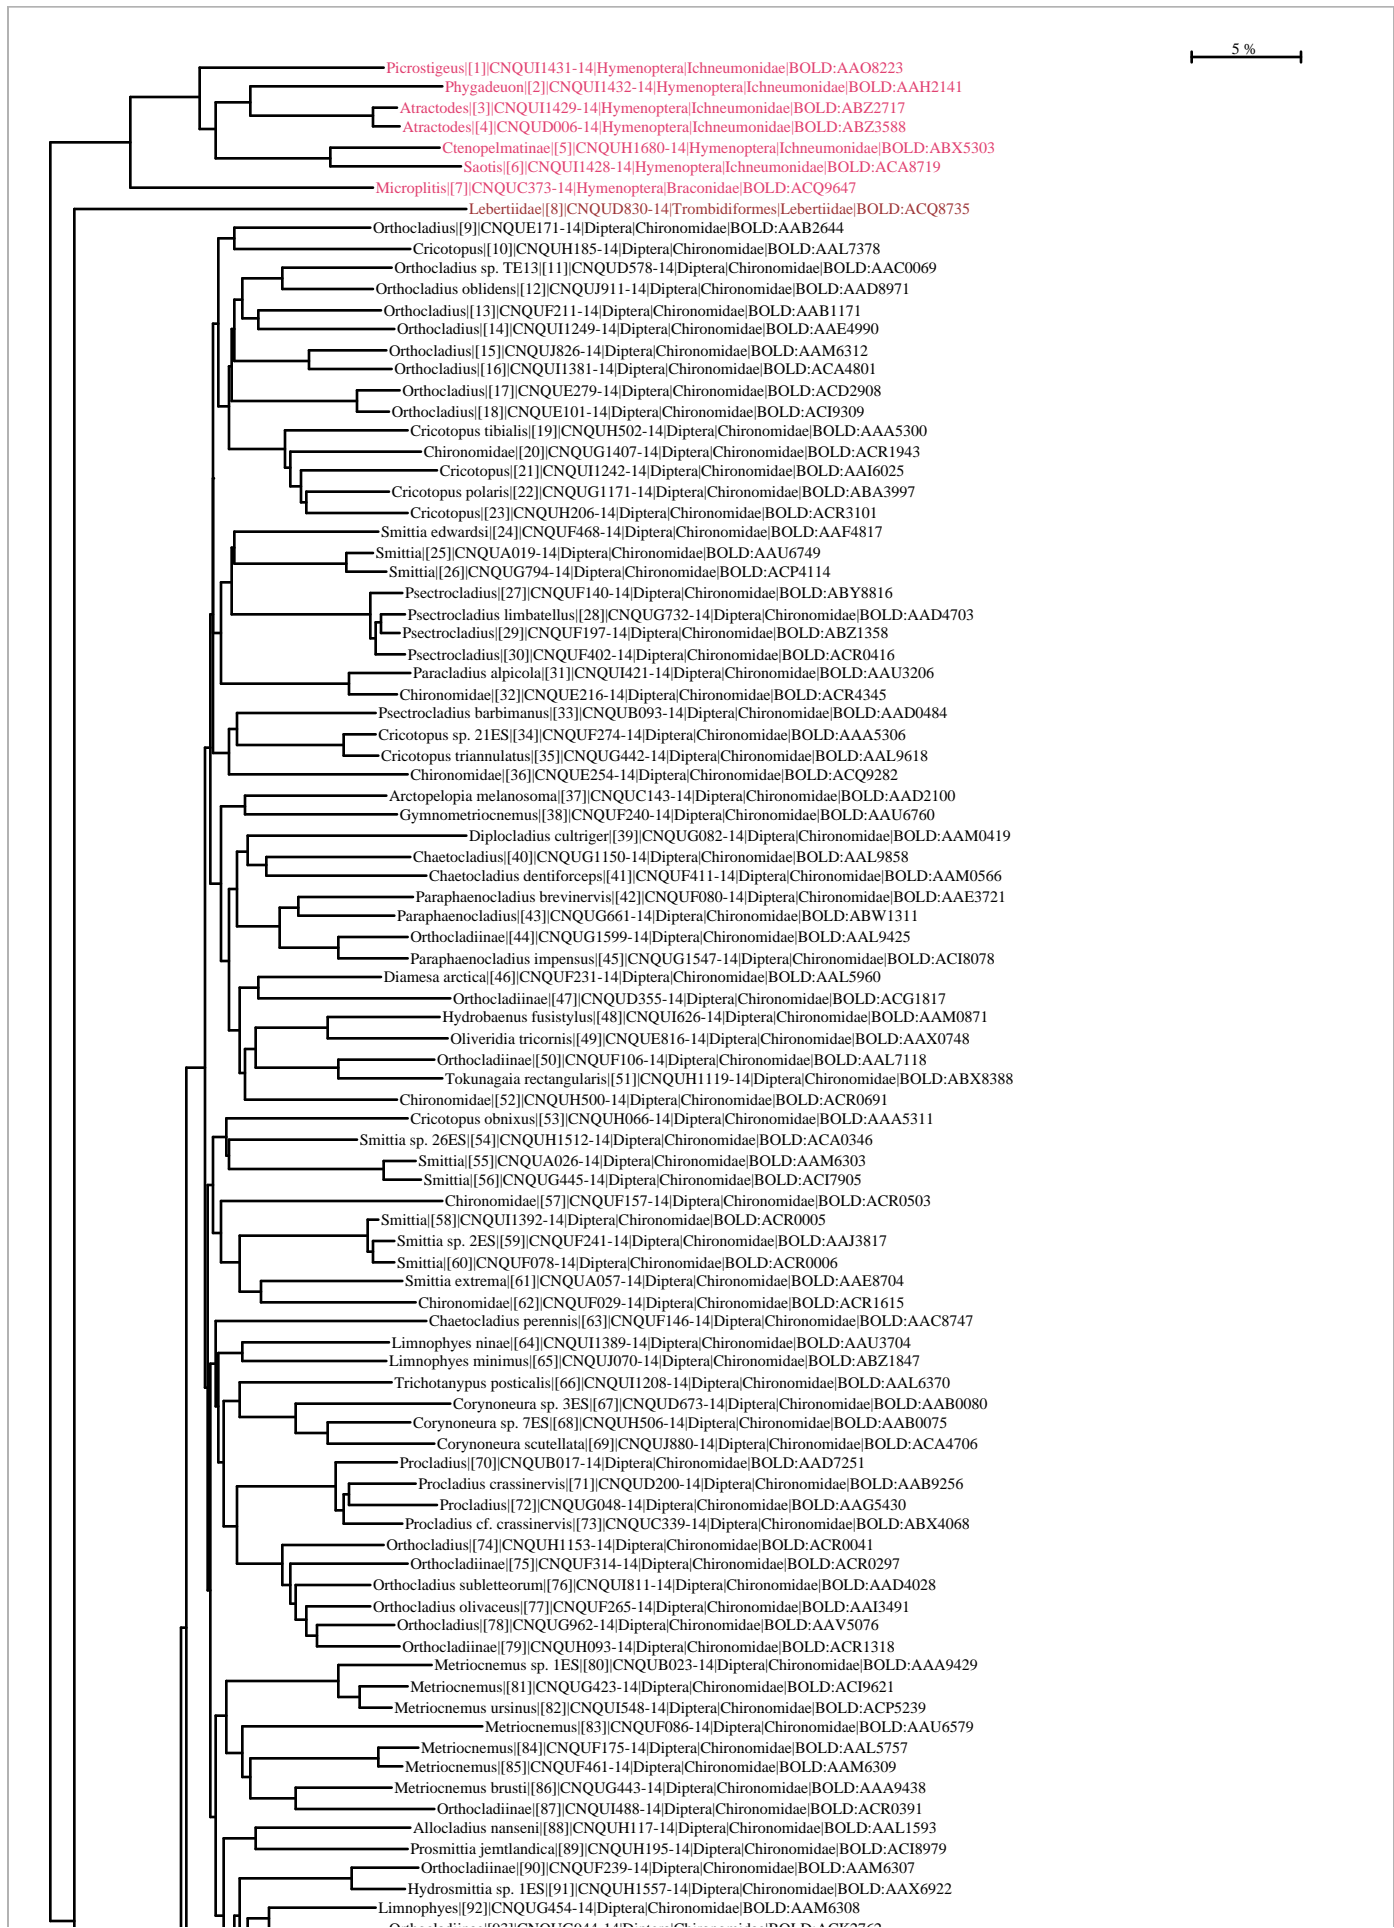 5 %
Picrostigeus|[1]|CNQUI1431-14|Hymenoptera|Ichneumonidae|BOLD:AAO8223
Phygadeuon|[2]|CNQUI1432-14|Hymenoptera|Ichneumonidae|BOLD:AAH2141
Atractodes|[3]|CNQUI1429-14|Hymenoptera|Ichneumonidae|BOLD:ABZ2717
Atractodes|[4]|CNQUD006-14|Hymenoptera|Ichneumonidae|BOLD:ABZ3588
Ctenopelmatinae|[5]|CNQUH1680-14|Hymenoptera|Ichneumonidae|BOLD:ABX5303
Saotis|[6]|CNQUI1428-14|Hymenoptera|Ichneumonidae|BOLD:ACA8719
Microplitis|[7]|CNQUC373-14|Hymenoptera|Braconidae|BOLD:ACQ9647
Lebertiidae|[8]|CNQUD830-14|Trombidiformes|Lebertiidae|BOLD:ACQ8735
Orthocladius|[9]|CNQUE171-14|Diptera|Chironomidae|BOLD:AAB2644
Cricotopus|[10]|CNQUH185-14|Diptera|Chironomidae|BOLD:AAL7378
Orthocladius sp. TE13|[11]|CNQUD578-14|Diptera|Chironomidae|BOLD:AAC0069
Orthocladius oblidens|[12]|CNQUJ911-14|Diptera|Chironomidae|BOLD:AAD8971
Orthocladius|[13]|CNQUF211-14|Diptera|Chironomidae|BOLD:AAB1171
Orthocladius|[14]|CNQUI1249-14|Diptera|Chironomidae|BOLD:AAE4990
Orthocladius|[15]|CNQUJ826-14|Diptera|Chironomidae|BOLD:AAM6312
Orthocladius|[16]|CNQUI1381-14|Diptera|Chironomidae|BOLD:ACA4801
Orthocladius|[17]|CNQUE279-14|Diptera|Chironomidae|BOLD:ACD2908
Orthocladius|[18]|CNQUE101-14|Diptera|Chironomidae|BOLD:ACI9309
Cricotopus tibialis|[19]|CNQUH502-14|Diptera|Chironomidae|BOLD:AAA5300
Chironomidae|[20]|CNQUG1407-14|Diptera|Chironomidae|BOLD:ACR1943
Cricotopus|[21]|CNQUI1242-14|Diptera|Chironomidae|BOLD:AAI6025
Cricotopus polaris|[22]|CNQUG1171-14|Diptera|Chironomidae|BOLD:ABA3997
Cricotopus|[23]|CNQUH206-14|Diptera|Chironomidae|BOLD:ACR3101
Smittia edwardsi|[24]|CNQUF468-14|Diptera|Chironomidae|BOLD:AAF4817
Smittia|[25]|CNQUA019-14|Diptera|Chironomidae|BOLD:AAU6749
Smittia|[26]|CNQUG794-14|Diptera|Chironomidae|BOLD:ACP4114
Psectrocladius|[27]|CNQUF140-14|Diptera|Chironomidae|BOLD:ABY8816
Psectrocladius limbatellus|[28]|CNQUG732-14|Diptera|Chironomidae|BOLD:AAD4703
Psectrocladius|[29]|CNQUF197-14|Diptera|Chironomidae|BOLD:ABZ1358
Psectrocladius|[30]|CNQUF402-14|Diptera|Chironomidae|BOLD:ACR0416
Paracladius alpicola|[31]|CNQUI421-14|Diptera|Chironomidae|BOLD:AAU3206
Chironomidae|[32]|CNQUE216-14|Diptera|Chironomidae|BOLD:ACR4345
Psectrocladius barbimanus|[33]|CNQUB093-14|Diptera|Chironomidae|BOLD:AAD0484
Cricotopus sp. 21ES|[34]|CNQUF274-14|Diptera|Chironomidae|BOLD:AAA5306
Cricotopus triannulatus|[35]|CNQUG442-14|Diptera|Chironomidae|BOLD:AAL9618
Chironomidae|[36]|CNQUE254-14|Diptera|Chironomidae|BOLD:ACQ9282
Arctopelopia melanosoma|[37]|CNQUC143-14|Diptera|Chironomidae|BOLD:AAD2100
Gymnometriocnemus|[38]|CNQUF240-14|Diptera|Chironomidae|BOLD:AAU6760
Diplocladius cultriger|[39]|CNQUG082-14|Diptera|Chironomidae|BOLD:AAM0419
Chaetocladius|[40]|CNQUG1150-14|Diptera|Chironomidae|BOLD:AAL9858
Chaetocladius dentiforceps|[41]|CNQUF411-14|Diptera|Chironomidae|BOLD:AAM0566
Paraphaenocladius brevinervis|[42]|CNQUF080-14|Diptera|Chironomidae|BOLD:AAE3721
Paraphaenocladius|[43]|CNQUG661-14|Diptera|Chironomidae|BOLD:ABW1311
Orthocladiinae|[44]|CNQUG1599-14|Diptera|Chironomidae|BOLD:AAL9425
Paraphaenocladius impensus|[45]|CNQUG1547-14|Diptera|Chironomidae|BOLD:ACI8078
Diamesa arctica|[46]|CNQUF231-14|Diptera|Chironomidae|BOLD:AAL5960
Orthocladiinae|[47]|CNQUD355-14|Diptera|Chironomidae|BOLD:ACG1817
Hydrobaenus fusistylus|[48]|CNQUI626-14|Diptera|Chironomidae|BOLD:AAM0871
Oliveridia tricornis|[49]|CNQUE816-14|Diptera|Chironomidae|BOLD:AAX0748
Orthocladiinae|[50]|CNQUF106-14|Diptera|Chironomidae|BOLD:AAL7118
Tokunagaia rectangularis|[51]|CNQUH1119-14|Diptera|Chironomidae|BOLD:ABX8388
Chironomidae|[52]|CNQUH500-14|Diptera|Chironomidae|BOLD:ACR0691
Cricotopus obnixus|[53]|CNQUH066-14|Diptera|Chironomidae|BOLD:AAA5311
Smittia sp. 26ES|[54]|CNQUH1512-14|Diptera|Chironomidae|BOLD:ACA0346
Smittia|[55]|CNQUA026-14|Diptera|Chironomidae|BOLD:AAM6303
Smittia|[56]|CNQUG445-14|Diptera|Chironomidae|BOLD:ACI7905
Chironomidae|[57]|CNQUF157-14|Diptera|Chironomidae|BOLD:ACR0503
Smittia|[58]|CNQUI1392-14|Diptera|Chironomidae|BOLD:ACR0005
Smittia sp. 2ES|[59]|CNQUF241-14|Diptera|Chironomidae|BOLD:AAJ3817
Smittia|[60]|CNQUF078-14|Diptera|Chironomidae|BOLD:ACR0006
Smittia extrema|[61]|CNQUA057-14|Diptera|Chironomidae|BOLD:AAE8704
Chironomidae|[62]|CNQUF029-14|Diptera|Chironomidae|BOLD:ACR1615
Chaetocladius perennis|[63]|CNQUF146-14|Diptera|Chironomidae|BOLD:AAC8747
Limnophyes ninae|[64]|CNQUI1389-14|Diptera|Chironomidae|BOLD:AAU3704
Limnophyes minimus|[65]|CNQUJ070-14|Diptera|Chironomidae|BOLD:ABZ1847
Trichotanypus posticalis|[66]|CNQUI1208-14|Diptera|Chironomidae|BOLD:AAL6370
Corynoneura sp. 3ES|[67]|CNQUD673-14|Diptera|Chironomidae|BOLD:AAB0080
Corynoneura sp. 7ES|[68]|CNQUH506-14|Diptera|Chironomidae|BOLD:AAB0075
Corynoneura scutellata|[69]|CNQUJ880-14|Diptera|Chironomidae|BOLD:ACA4706
Procladius|[70]|CNQUB017-14|Diptera|Chironomidae|BOLD:AAD7251
Procladius crassinervis|[71]|CNQUD200-14|Diptera|Chironomidae|BOLD:AAB9256
Procladius|[72]|CNQUG048-14|Diptera|Chironomidae|BOLD:AAG5430
Procladius cf. crassinervis|[73]|CNQUC339-14|Diptera|Chironomidae|BOLD:ABX4068
Orthocladius|[74]|CNQUH1153-14|Diptera|Chironomidae|BOLD:ACR0041
Orthocladiinae|[75]|CNQUF314-14|Diptera|Chironomidae|BOLD:ACR0297
Orthocladius subletteorum|[76]|CNQUI811-14|Diptera|Chironomidae|BOLD:AAD4028
Orthocladius olivaceus|[77]|CNQUF265-14|Diptera|Chironomidae|BOLD:AAI3491
Orthocladius|[78]|CNQUG962-14|Diptera|Chironomidae|BOLD:AAV5076
Orthocladiinae|[79]|CNQUH093-14|Diptera|Chironomidae|BOLD:ACR1318
Metriocnemus sp. 1ES|[80]|CNQUB023-14|Diptera|Chironomidae|BOLD:AAA9429
Metriocnemus|[81]|CNQUG423-14|Diptera|Chironomidae|BOLD:ACI9621
Metriocnemus ursinus|[82]|CNQUI548-14|Diptera|Chironomidae|BOLD:ACP5239
Metriocnemus|[83]|CNQUF086-14|Diptera|Chironomidae|BOLD:AAU6579
Metriocnemus|[84]|CNQUF175-14|Diptera|Chironomidae|BOLD:AAL5757
Metriocnemus|[85]|CNQUF461-14|Diptera|Chironomidae|BOLD:AAM6309
Metriocnemus brusti|[86]|CNQUG443-14|Diptera|Chironomidae|BOLD:AAA9438
Orthocladiinae|[87]|CNQUI488-14|Diptera|Chironomidae|BOLD:ACR0391
Allocladius nanseni|[88]|CNQUH117-14|Diptera|Chironomidae|BOLD:AAL1593
Prosmittia jemtlandica|[89]|CNQUH195-14|Diptera|Chironomidae|BOLD:ACI8979
Orthocladiinae|[90]|CNQUF239-14|Diptera|Chironomidae|BOLD:AAM6307
Hydrosmittia sp. 1ES|[91]|CNQUH1557-14|Diptera|Chironomidae|BOLD:AAX6922
Limnophyes|[92]|CNQUG454-14|Diptera|Chironomidae|BOLD:AAM6308